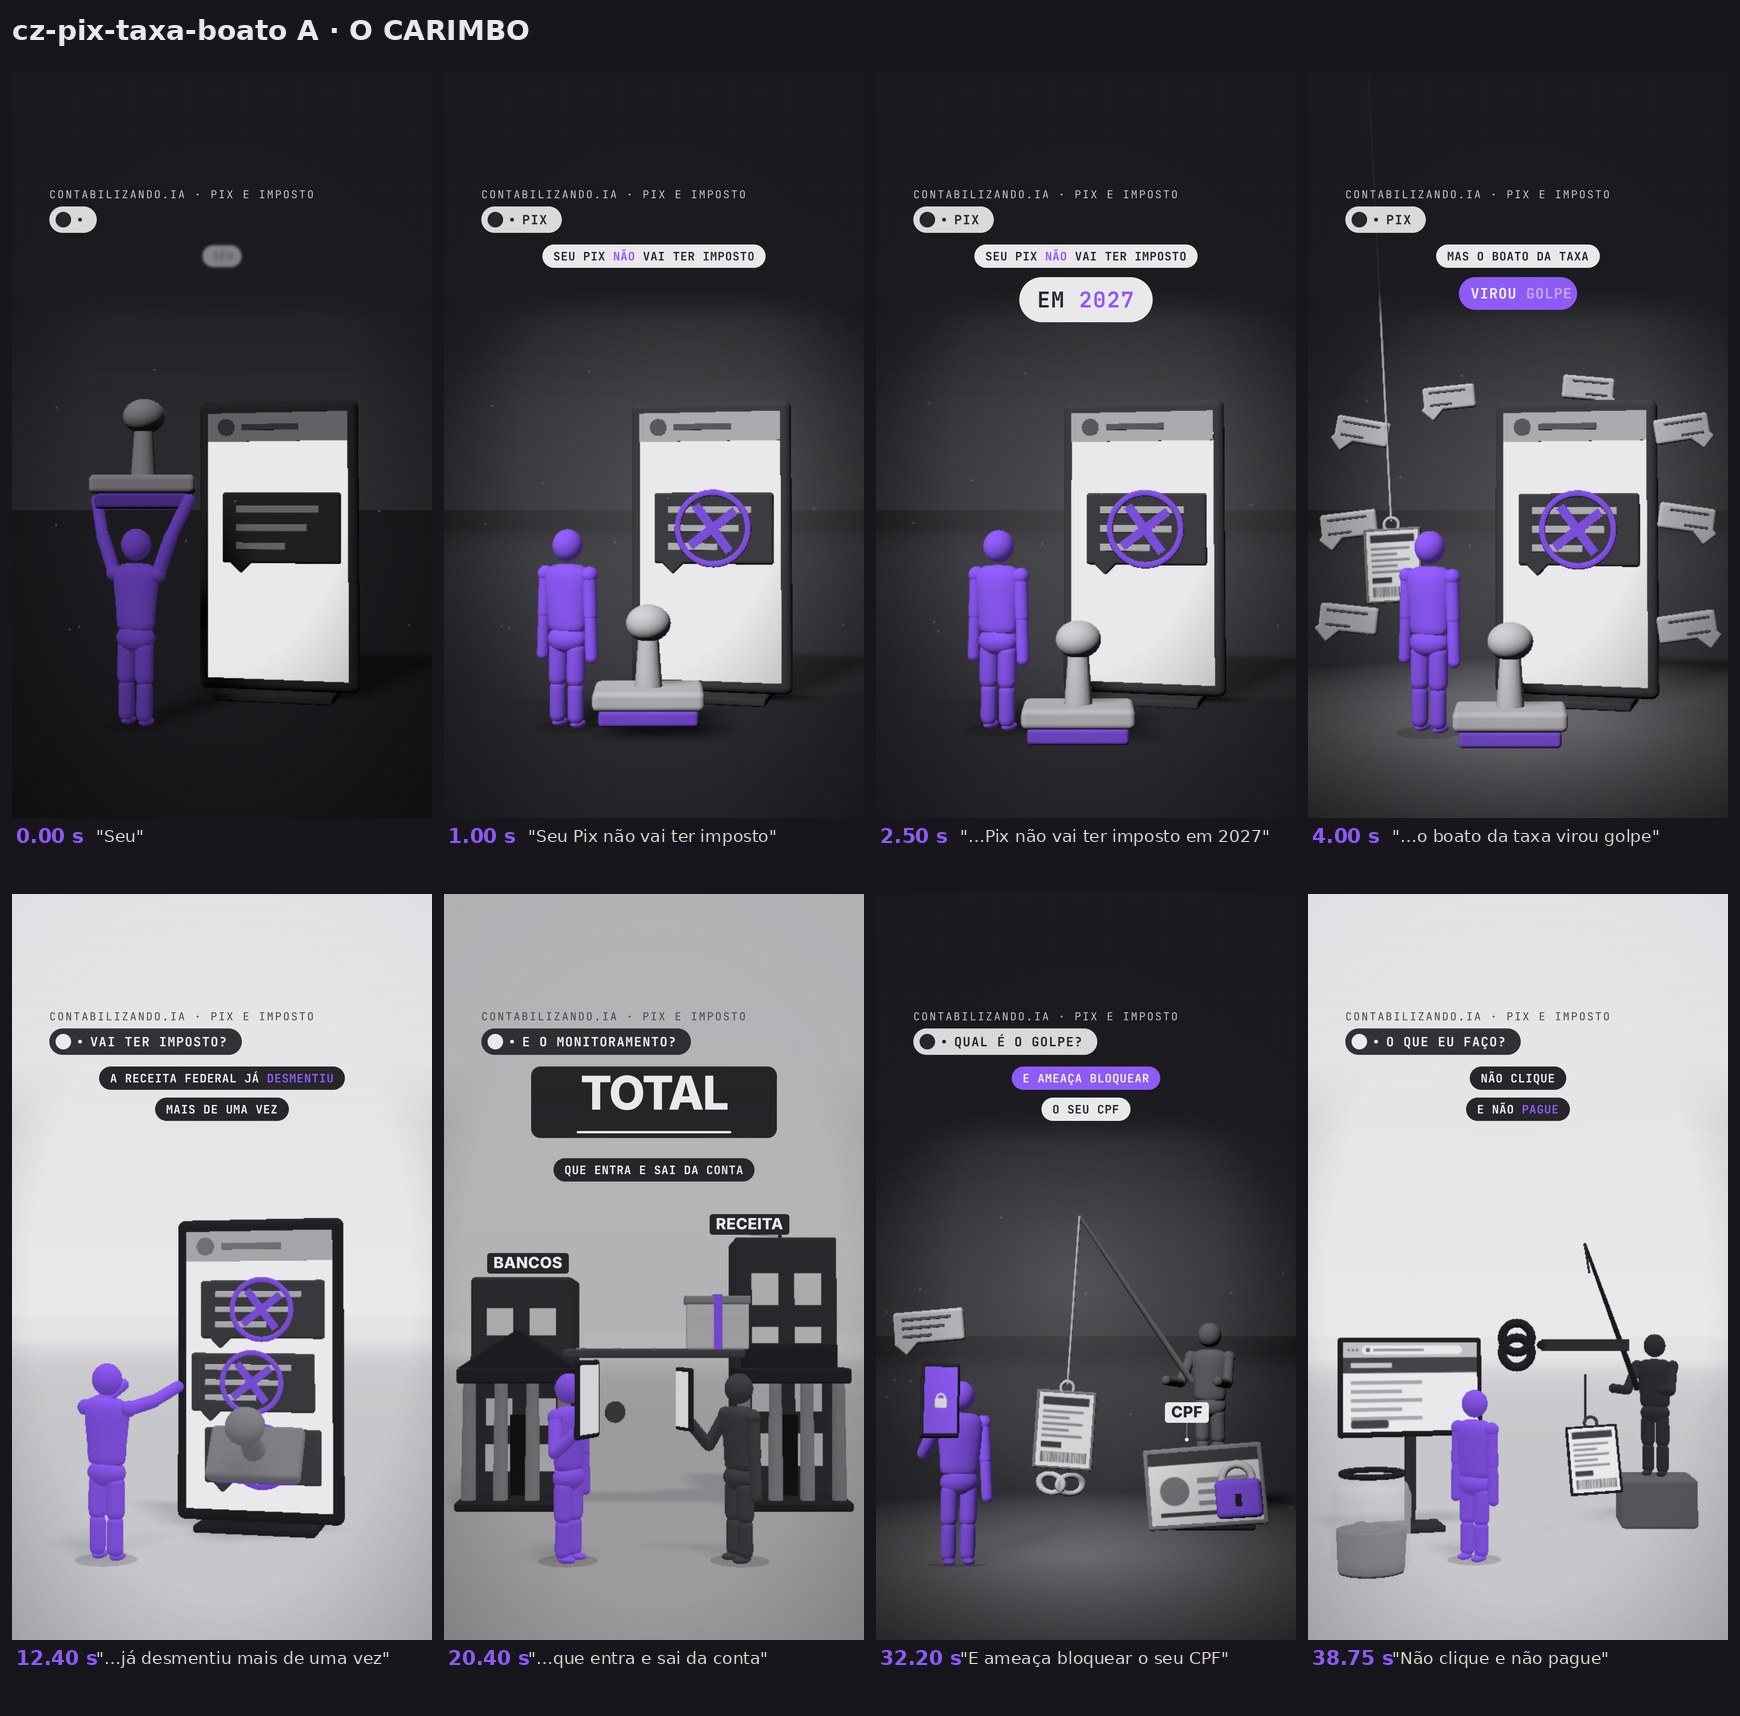 cz-pix-taxa-boato A · O CARIMBO
CONTABILIZANDO.IA · PIX E IMPOSTO
•
SEU
0.00 s "Seu"
CONTABILIZANDO.IA · PIX E IMPOSTO
• PIX
SEU PIX NÃO VAI TER IMPOSTO
1.00 s "Seu Pix não vai ter imposto"
CONTABILIZANDO.IA · PIX E IMPOSTO
• PIX
SEU PIX NÃO VAI TER IMPOSTO
EM 2027
2.50 s "...Pix não vai ter imposto em 2027"
CONTABILIZANDO.IA · PIX E IMPOSTO
• PIX
MAS O BOATO DA TAXA
VIROU GOLPE
4.00 s "...o boato da taxa virou golpe"
CONTABILIZANDO.IA · PIX E IMPOSTO
• VAI TER IMPOSTO?
A RECEITA FEDERAL JÁ DESMENTIU
MAIS DE UMA VEZ
12.40 s "...já desmentiu mais de uma vez"
CONTABILIZANDO.IA · PIX E IMPOSTO
• E O MONITORAMENTO?
TOTAL
QUE ENTRA E SAI DA CONTA
RECEITA
BANCOS
20.40 s "...que entra e sai da conta"
CONTABILIZANDO.IA · PIX E IMPOSTO
• QUAL É O GOLPE?
E AMEAÇA BLOQUEAR
O SEU CPF
CPF
32.20 s "E ameaça bloquear o seu CPF"
CONTABILIZANDO.IA · PIX E IMPOSTO
• O QUE EU FAÇO?
NÃO CLIQUE
E NÃO PAGUE
38.75 s "Não clique e não pague"